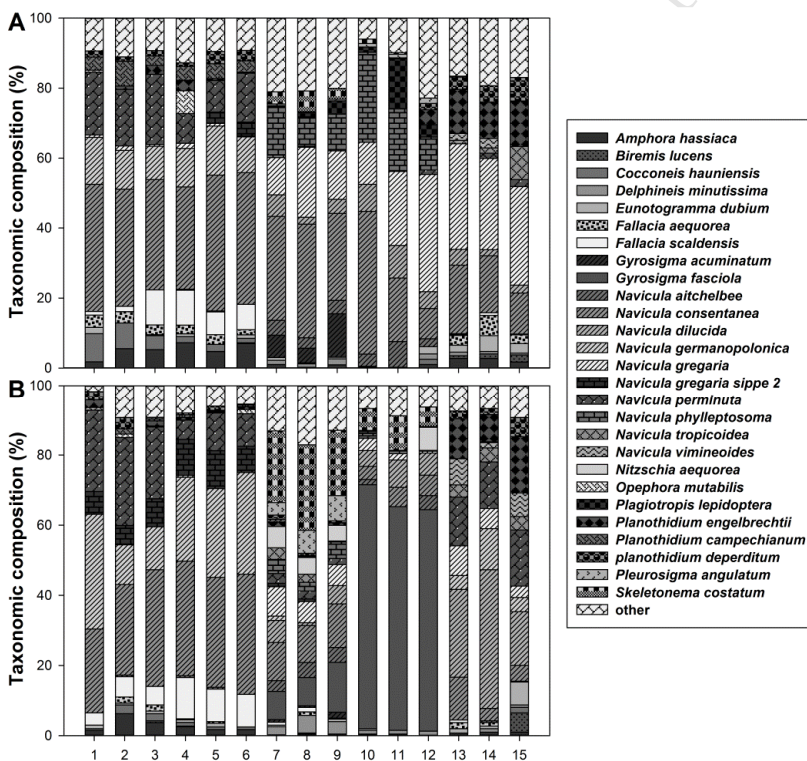 A
100
80
60
40
20
0
Taxonomic composition (%)
B
100
80
60
40
20
0
Taxonomic composition (%)
1 2 3 4 5 6 7 8 9 10 11 12 13 14 15
Amphora hassiaca
Biremis lucens
Cocconeis hauniensis
Delphineis minutissima
Eunotogramma dubium
Fallacia aequorea
Fallacia scaldensis
Gyrosigma acuminatum
Gyrosigma fasciola
Navicula aitchelbee
Navicula consentanea
Navicula dilucida
Navicula germanopolonica
Navicula gregaria
Navicula gregaria sippe 2
Navicula perminuta
Navicula phylleptosoma
Navicula tropicoidea
Navicula vimineoides
Nitzschia aequorea
Opephora mutabilis
Plagiotropis lepidoptera
Planothidium engelbrechtii
Planothidium campechianum
planothidium deperditum
Pleurosigma angulatum
Skeletonema costatum
other